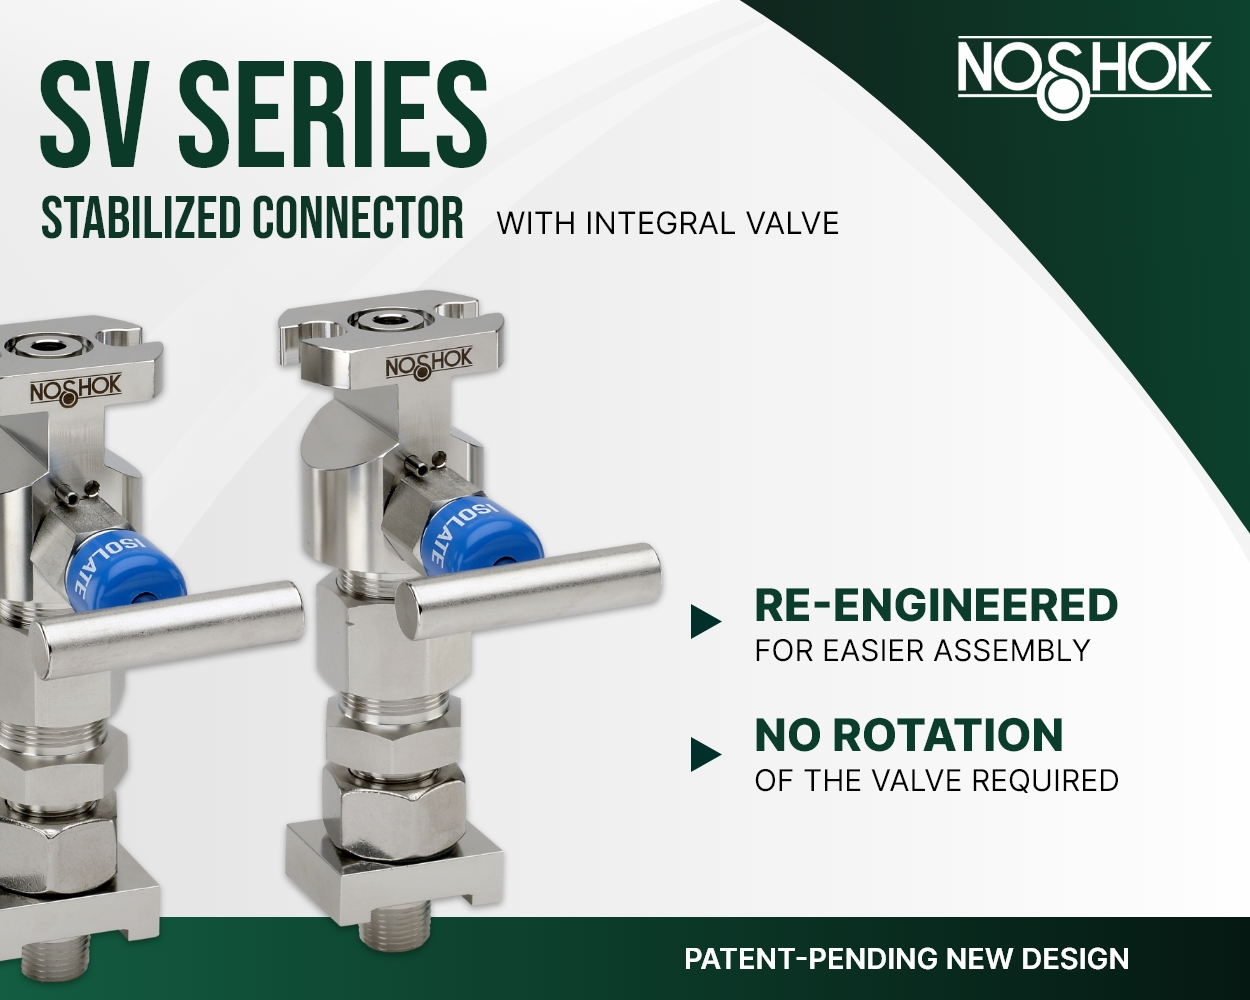 NOSHOK
SV SERIES
STABILIZED CONNECTOR WITH INTEGRAL VALVE
NOSHOK
NOSHOK
ISOLATE
ISOLATE
RE-ENGINEERED
FOR EASIER ASSEMBLY
NO ROTATION
OF THE VALVE REQUIRED
PATENT-PENDING NEW DESIGN